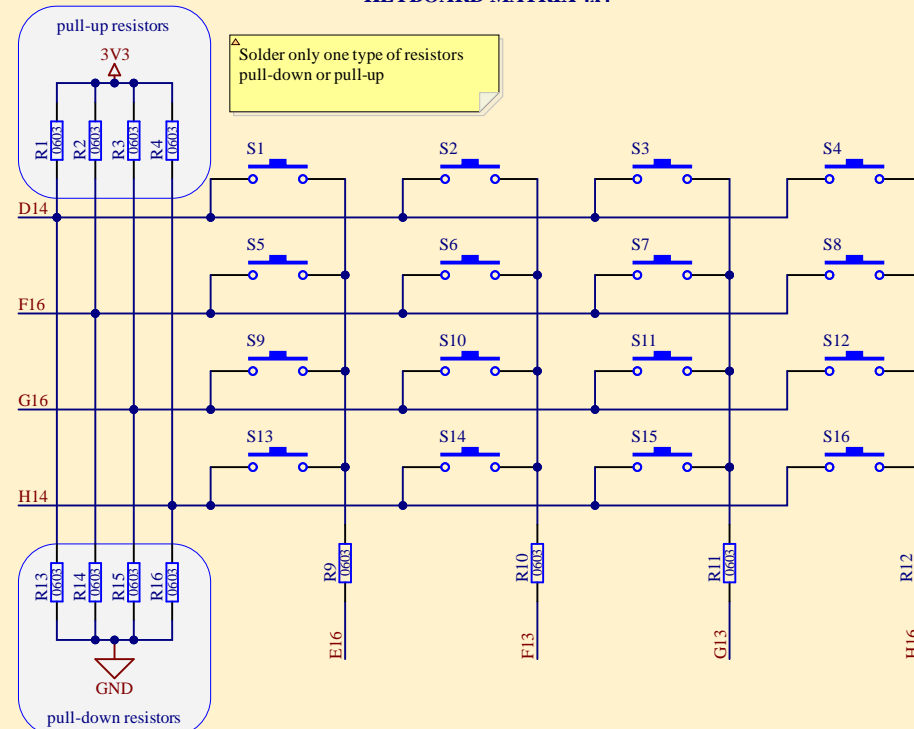 pull-up resistors
3V3
Solder only one type of resistors
pull-down or pull-up
R1 0603
R2 0603
R3 0603
R4 0603
S1
S2
S3
S4
D14
S5
S6
S7
S8
F16
S9
S10
S11
S12
G16
S13
S14
S15
S16
H14
R13 0603
R14 0603
R15 0603
R16 0603
R9 0603
R10 0603
R11 0603
R12
E16
F13
G13
H16
GND
pull-down resistors